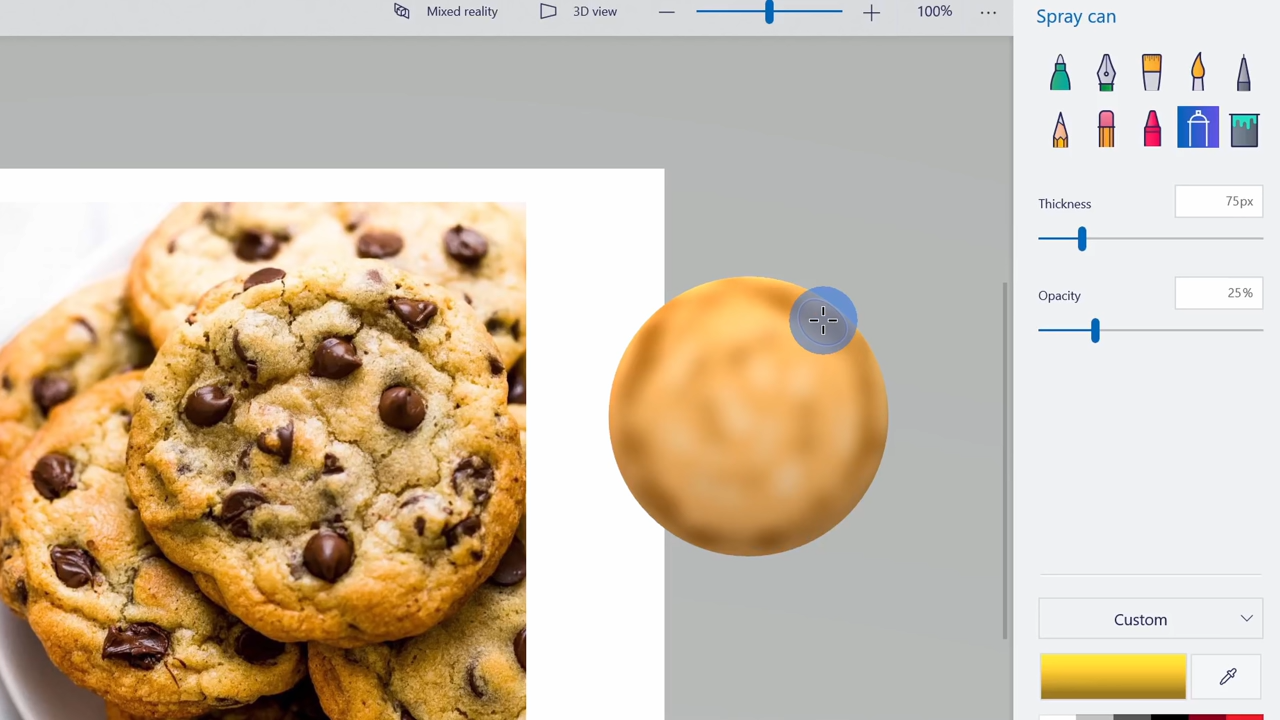 Mixed reality 3D view 100%
Spray can
Thickness 75px
Opacity 25%
Custom